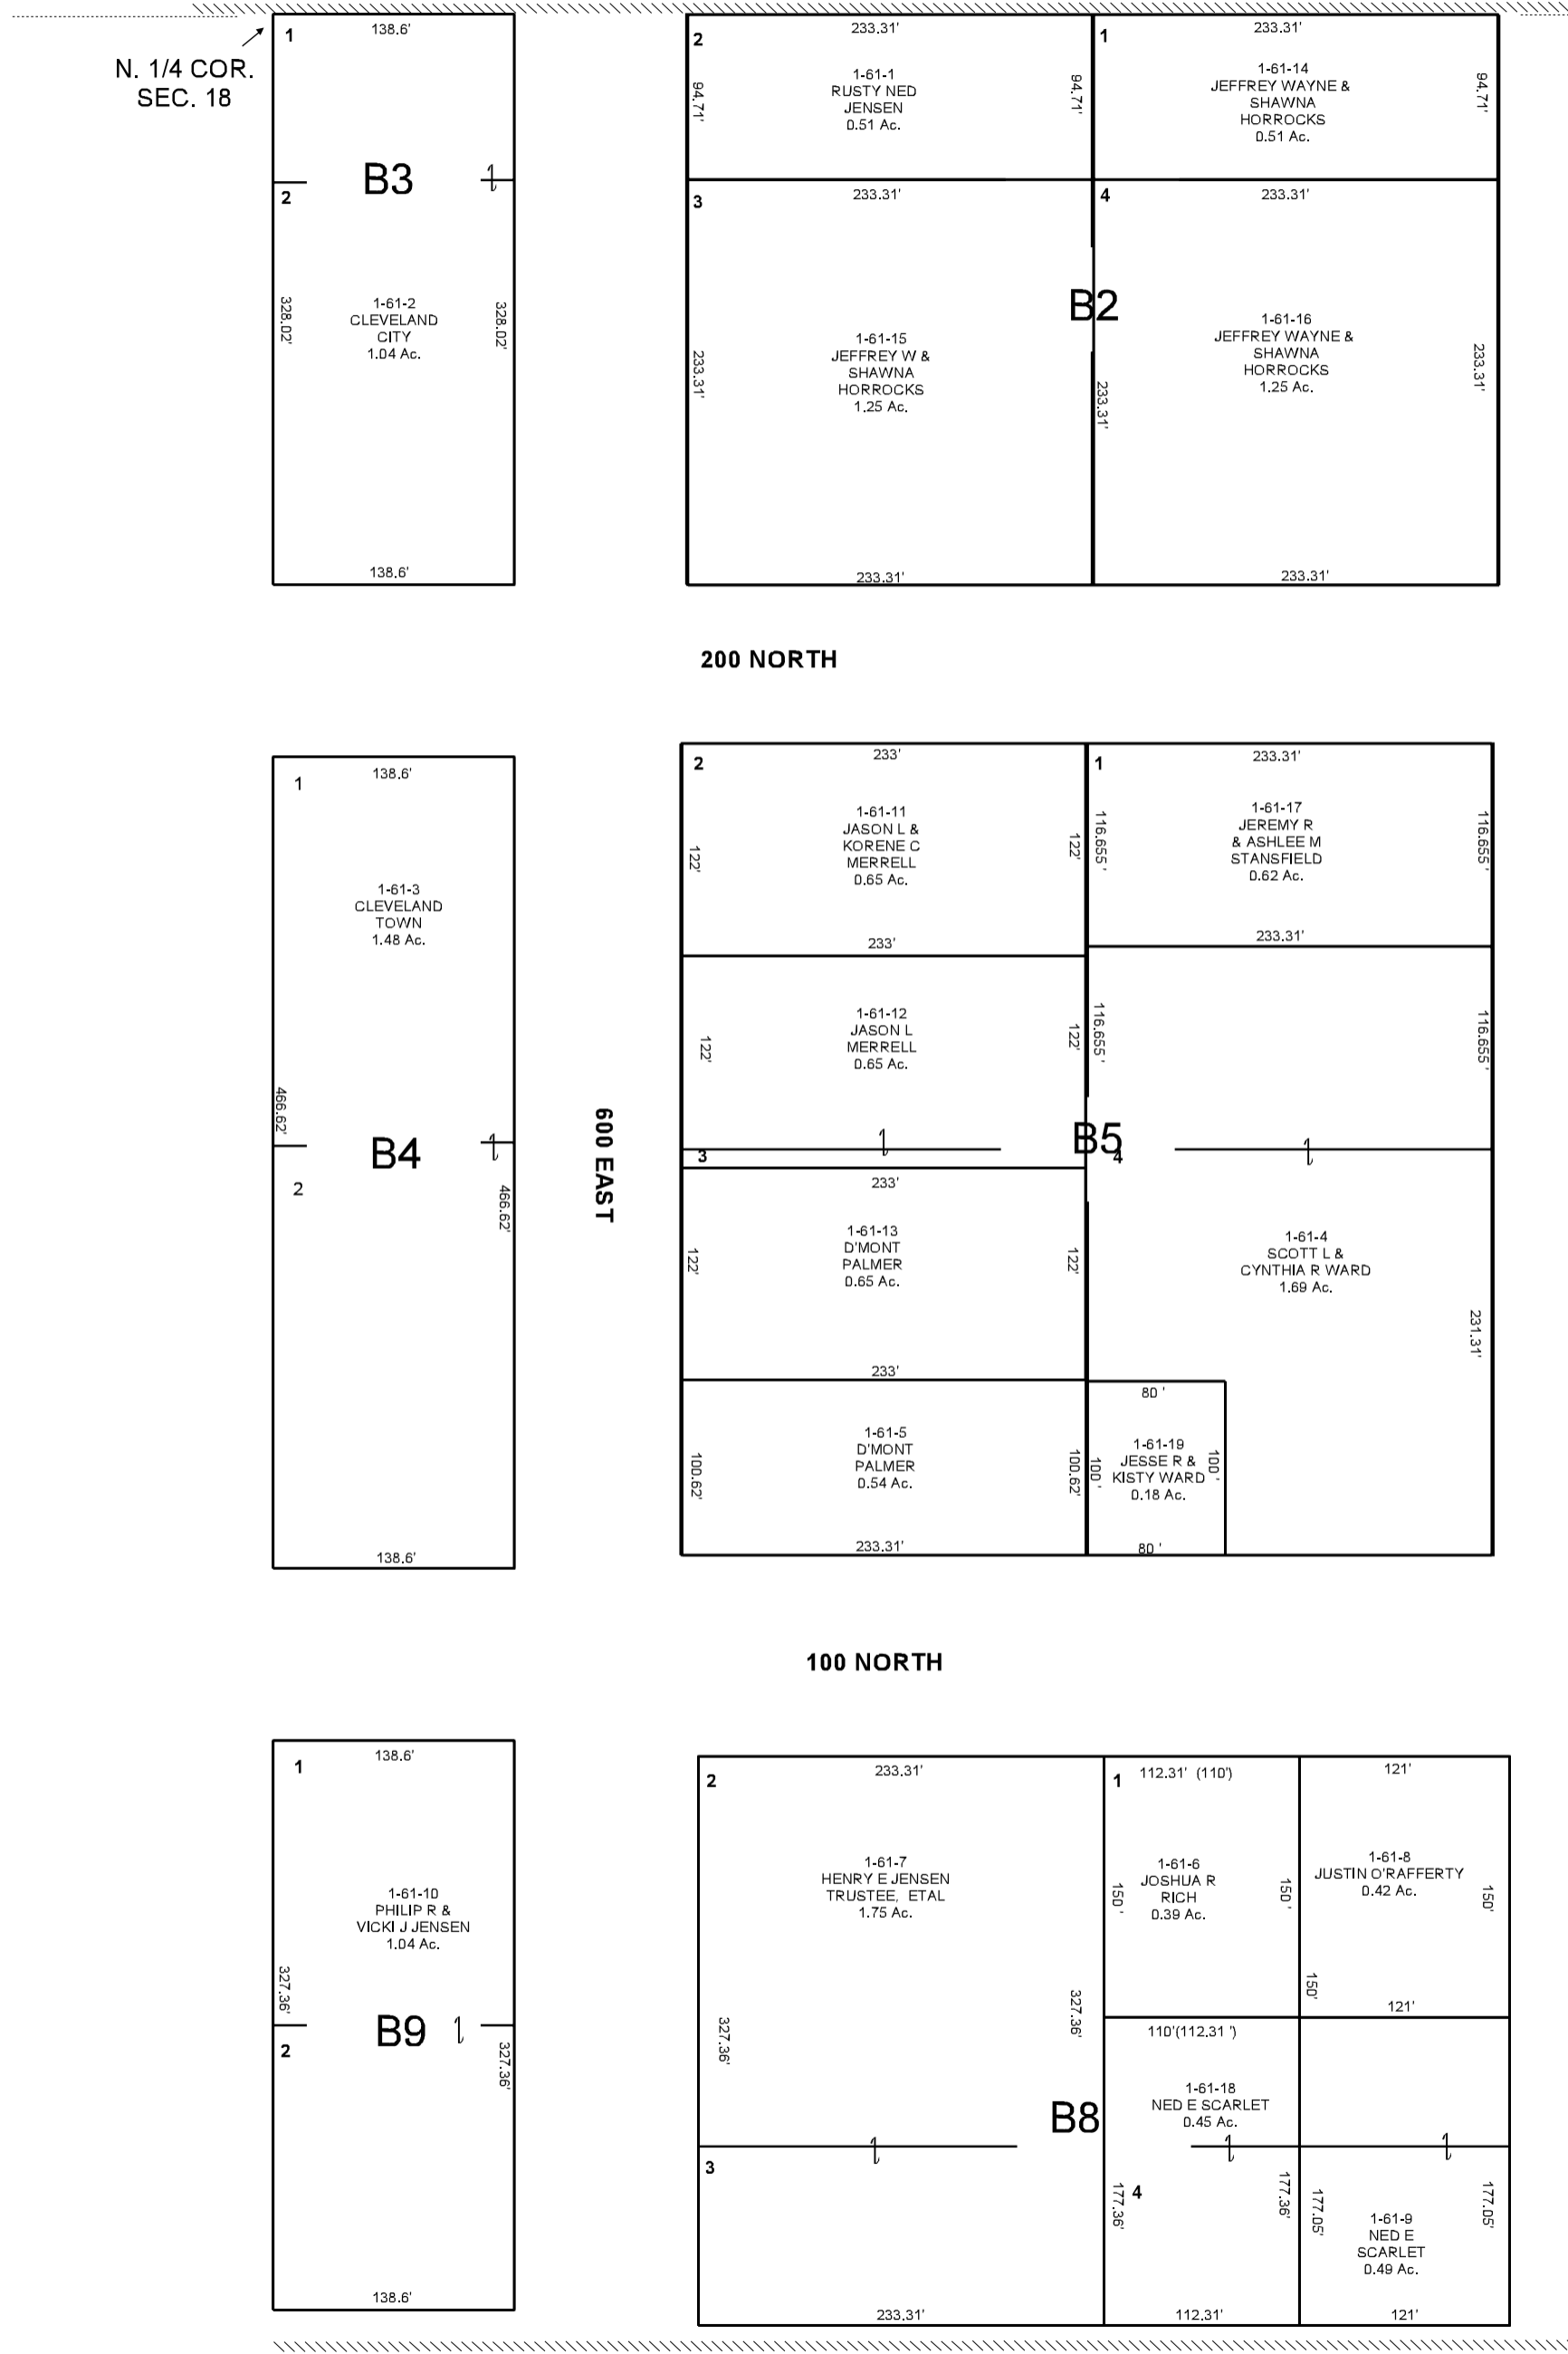 N. 1/4 COR.
SEC. 18
1
138.6'
B3
2
328.02'
328.02'
1-61-2
CLEVELAND
CITY
1.04 Ac.
138.6'
2
233.31'
94.71'
94.71'
1-61-1
RUSTY NED
JENSEN
0.51 Ac.
1
233.31'
1-61-14
JEFFREY WAYNE &
SHAWNA
HORROCKS
0.51 Ac.
94.71'
3
233.31'
233.31'
1-61-15
JEFFREY W &
SHAWNA
HORROCKS
1.25 Ac.
233.31'
B2
4
233.31'
233.31'
1-61-16
JEFFREY WAYNE &
SHAWNA
HORROCKS
1.25 Ac.
233.31'
233.31'
200 NORTH
1
138.6'
1-61-3
CLEVELAND
TOWN
1.48 Ac.
466.62'
B4
2
466.62'
138.6'
600 EAST
2
233'
122'
122'
1-61-11
JASON L &
KORENE C
MERRELL
0.65 Ac.
233'
1
233.31'
116.655 '
116.655 '
1-61-17
JEREMY R
& ASHLEE M
STANSFIELD
0.62 Ac.
233.31'
122'
122'
1-61-12
JASON L
MERRELL
0.65 Ac.
116.655 '
116.655 '
B5
3
4
233'
122'
122'
1-61-13
D'MONT
PALMER
0.65 Ac.
233'
1-61-4
SCOTT L &
CYNTHIA R WARD
1.69 Ac.
231.31'
100.62'
100.62'
1-61-5
D'MONT
PALMER
0.54 Ac.
233.31'
80 '
100 '
100 '
1-61-19
JESSE R &
KISTY WARD
0.18 Ac.
80 '
100 NORTH
1
138.6'
1-61-10
PHILIP R &
VICKI J JENSEN
1.04 Ac.
327.36'
B9
2
327.36'
138.6'
2
233.31'
1-61-7
HENRY E JENSEN
TRUSTEE, ETAL
1.75 Ac.
327.36'
327.36'
B8
3
233.31'
1
112.31' (110')
150 '
150 '
1-61-6
JOSHUA R
RICH
0.39 Ac.
121'
1-61-8
JUSTIN O'RAFFERTY
0.42 Ac.
150'
150'
121'
110'(112.31 ')
1-61-18
NED E SCARLET
0.45 Ac.
4
177.36'
177.36'
112.31'
177.05'
177.05'
1-61-9
NED E
SCARLET
0.49 Ac.
121'